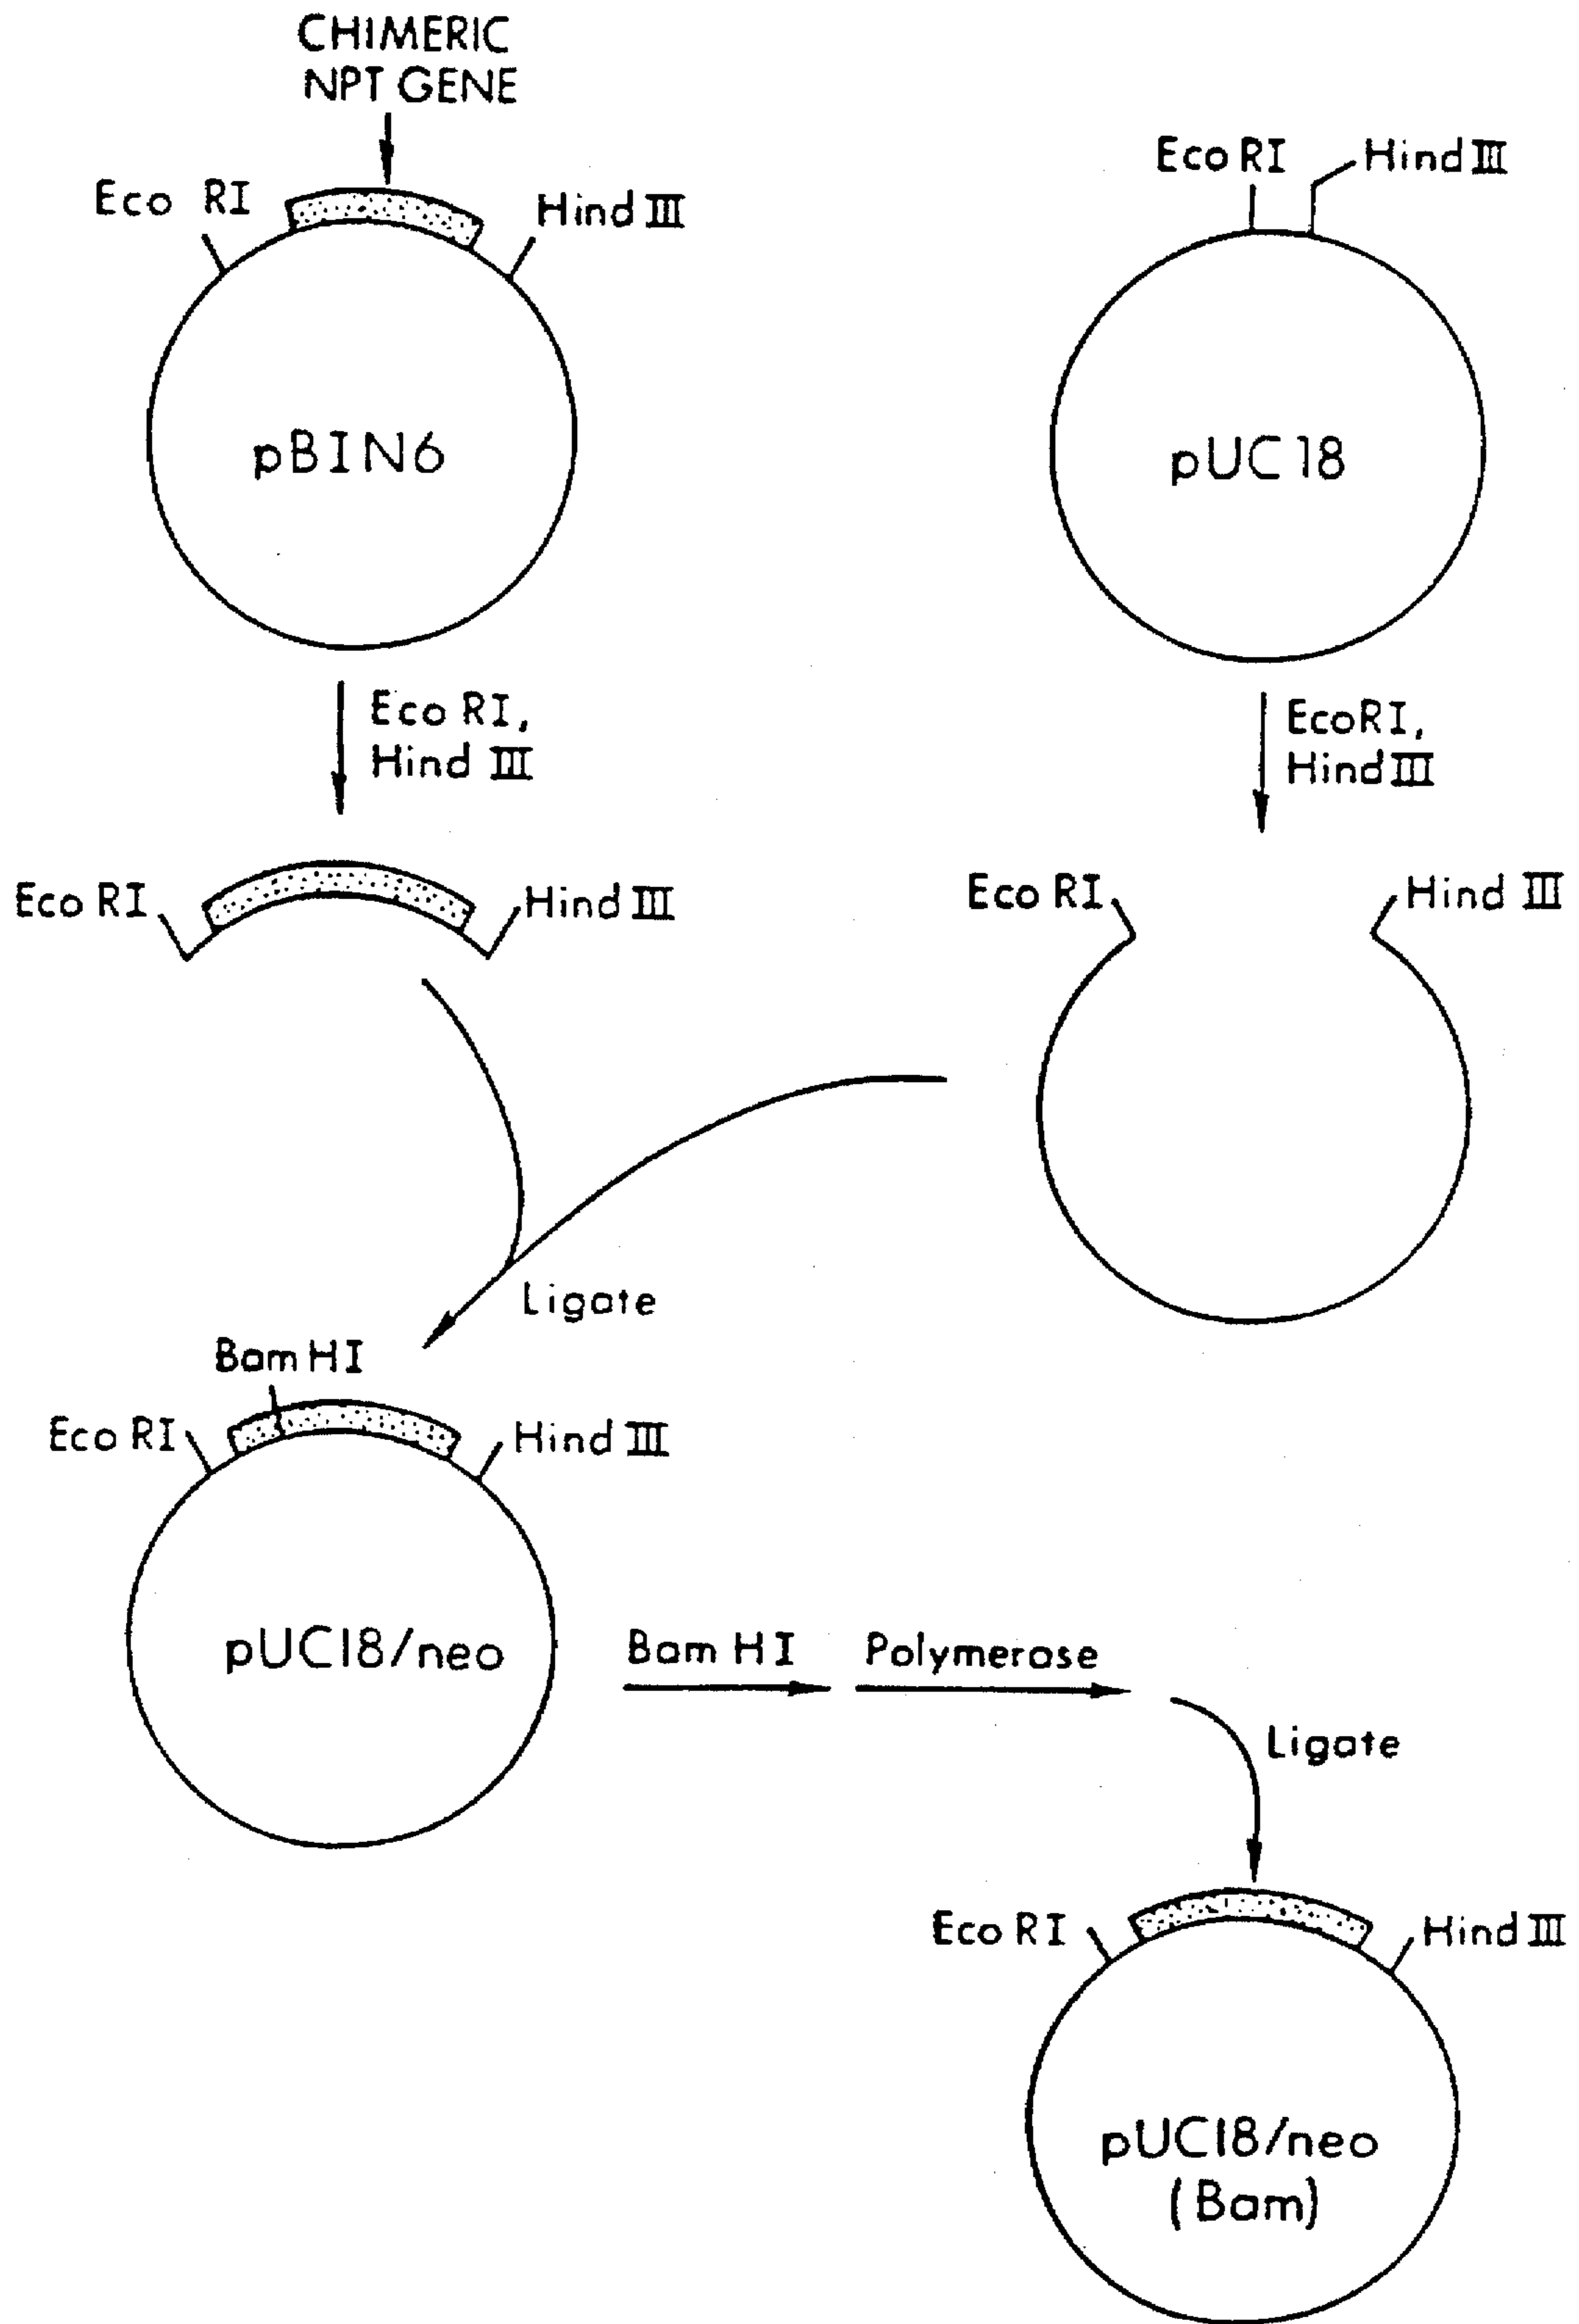 CHIMERIC
NPT GENE
Eco RI
Hind III
pBIN6
Eco RI
Hind III
pUC18
Eco RI,
Hind III
EcoRI,
Hind III
Eco RI
Hind III
Eco RI
Hind III
Ligate
Bam HI
Eco RI
Hind III
pUC18/neo
Bam HI
Polymerase
Ligate
Eco RI
Hind III
pUC18/neo
(Bam)